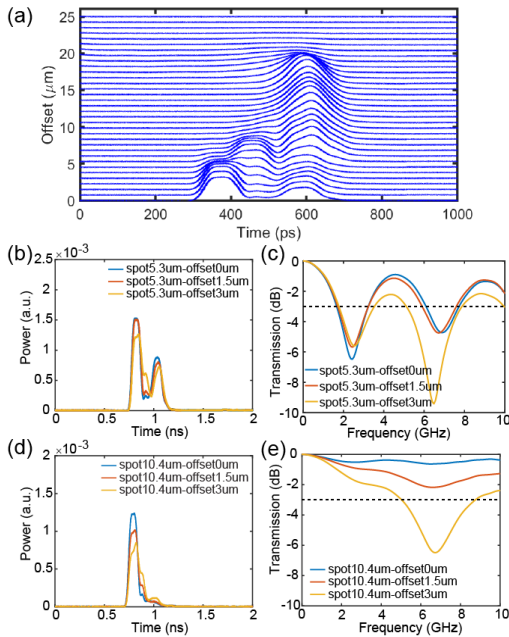 (a)
25
20
15
10
5
0
Offset (μm)
0 200 400 600 800 1000
Time (ps)
(b)
×10⁻³
2.5
2
1.5
1
0.5
0
Power (a.u.)
spot5.3um-offset0um
spot5.3um-offset1.5um
spot5.3um-offset3um
0 0.5 1 1.5 2
Time (ns)
(c)
0
-2
-4
-6
-8
-10
Transmission (dB)
spot5.3um-offset0um
spot5.3um-offset1.5um
spot5.3um-offset3um
0 2 4 6 8 10
Frequency (GHz)
(d)
×10⁻³
2
1.5
1
0.5
0
Power (a.u.)
spot10.4um-offset0um
spot10.4um-offset1.5um
spot10.4um-offset3um
0 0.5 1 1.5 2
Time (ns)
(e)
0
-2
-4
-6
-8
-10
Transmission (dB)
spot10.4um-offset0um
spot10.4um-offset1.5um
spot10.4um-offset3um
0 2 4 6 8 10
Frequency (GHz)